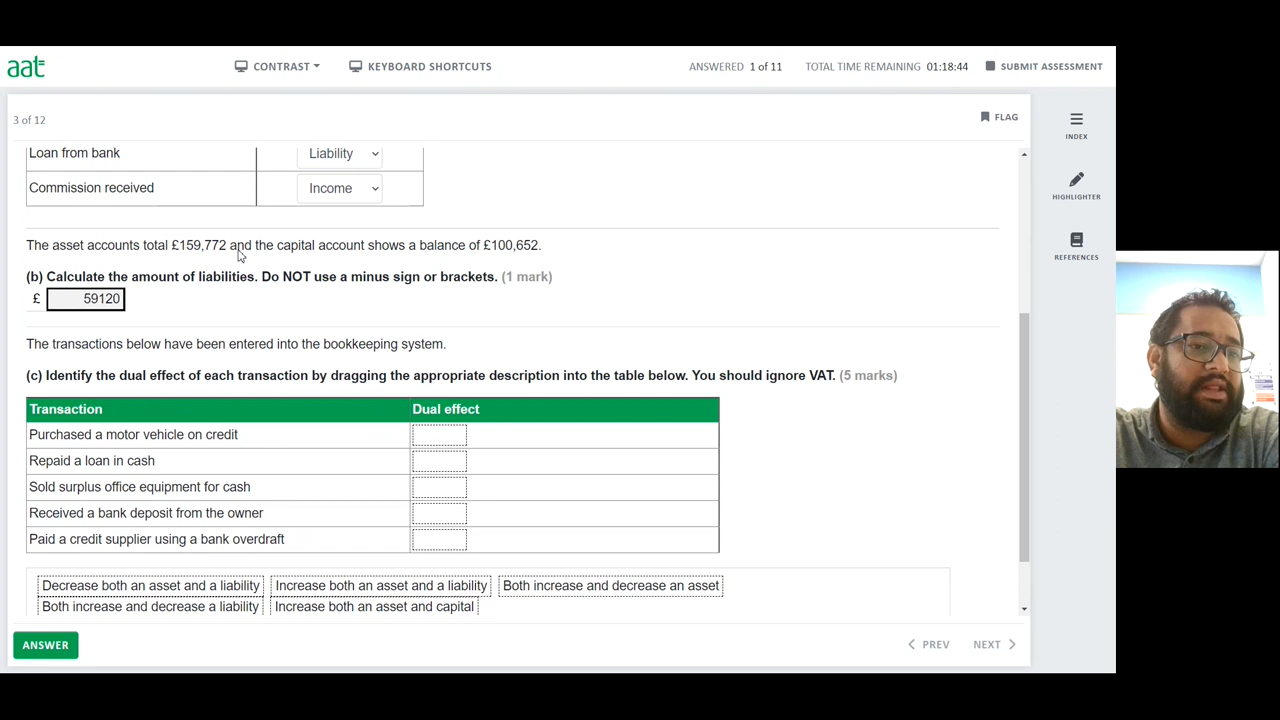 aat
CONTRAST
KEYBOARD SHORTCUTS
ANSWERED 1 of 11
TOTAL TIME REMAINING 01:18:44
SUBMIT ASSESSMENT
3 of 12
FLAG
INDEX
HIGHLIGHTER
REFERENCES
Loan from bank Liability
Commission received Income
The asset accounts total £159,772 and the capital account shows a balance of £100,652.
(b) Calculate the amount of liabilities. Do NOT use a minus sign or brackets. (1 mark)
£ 59120
The transactions below have been entered into the bookkeeping system.
(c) Identify the dual effect of each transaction by dragging the appropriate description into the table below. You should ignore VAT. (5 marks)
Transaction Dual effect
Purchased a motor vehicle on credit
Repaid a loan in cash
Sold surplus office equipment for cash
Received a bank deposit from the owner
Paid a credit supplier using a bank overdraft
Decrease both an asset and a liability Increase both an asset and a liability Both increase and decrease an asset
Both increase and decrease a liability Increase both an asset and capital
ANSWER
PREV NEXT